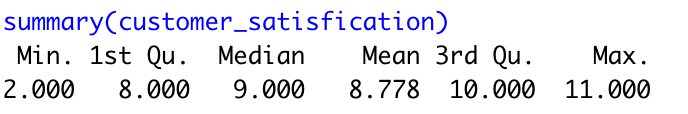 summary(customer_satisfication)
Min. 1st Qu. Median Mean 3rd Qu. Max.
2.000 8.000 9.000 8.778 10.000 11.000